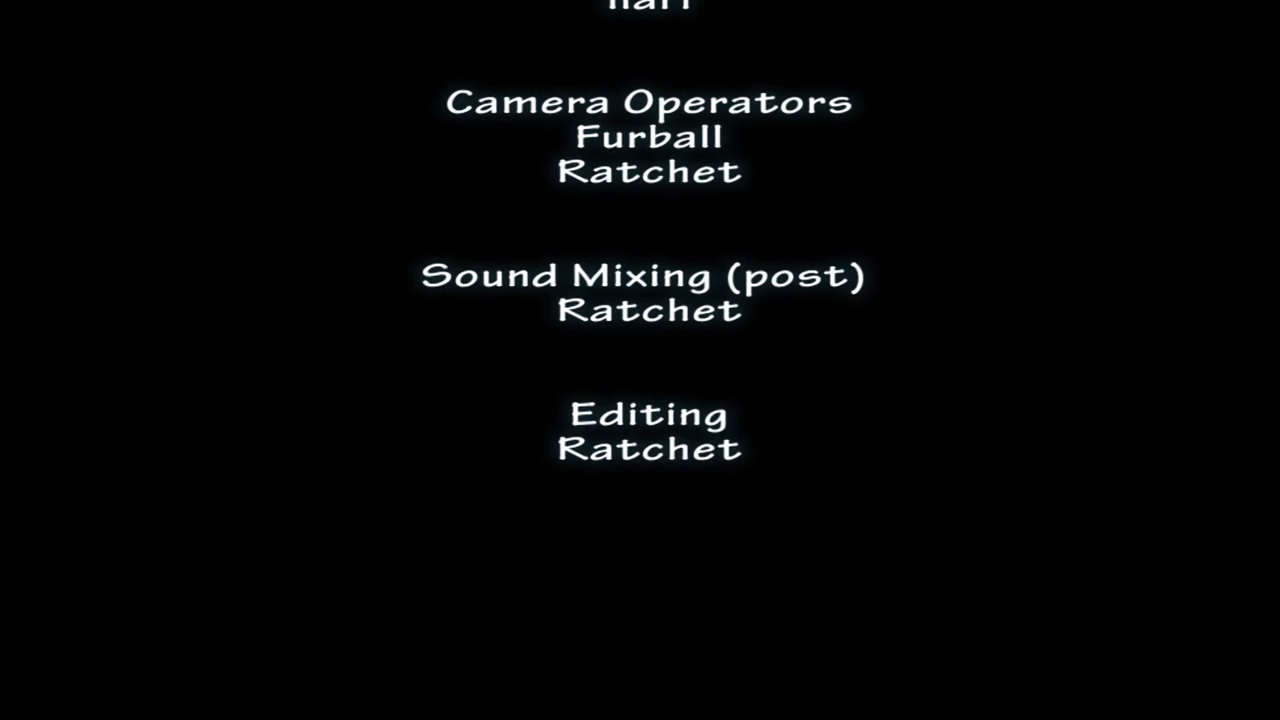 Camera Operators
Furball
Ratchet
Sound Mixing (post)
Ratchet
Editing
Ratchet